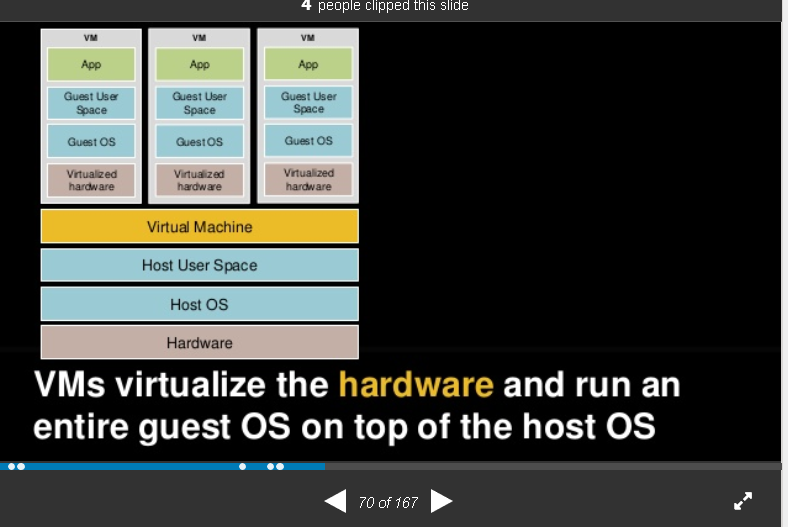 4 people clipped this slide
VM VM VM
App App App
Guest User Guest User Guest User
Space Space Space
Guest OS Guest OS Guest OS
Virtualized Virtualized Virtualized
hardware hardware hardware
Virtual Machine
Host User Space
Host OS
Hardware
VMs virtualize the hardware and run an
entire guest OS on top of the host OS
70 of 167